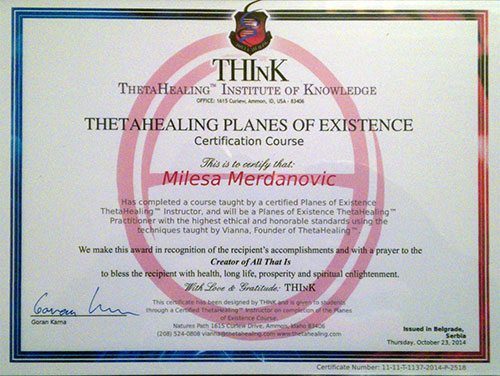 THInK
THETAHEALING™ INSTITUTE OF KNOWLEDGE
OFFICE: 1615 Curlew, Ammon, ID, USA - 83406
THETAHEALING PLANES OF EXISTENCE
Certification Course
This is to certify that:
Milesa Merdanovic
Has completed a course taught by a certified Planes of Existence
ThetaHealing™ Instructor, and will be a Planes of Existence ThetaHealing™
Practitioner with the highest ethical and honorable standards using the
techniques taught by Vianna, Founder of ThetaHealing™.
We make this award in recognition of the recipient's accomplishments and with a prayer to the
Creator of All That Is
to bless the recipient with health, long life, prosperity and spiritual enlightenment.
With Love & Gratitude: THInK
This certificate has been designed by THInK and is given to students
through a Certified ThetaHealing™ Instructor on completion of the Planes
of Existence Course.
Natures Path 1615 Curlew Drive, Ammon, Idaho 83406
(208) 524-0808 vianna@thetahealing.com www.thetahealing.com
Goran Karna
Issued in Belgrade,
Serbia
Thursday, October 23, 2014
Certificate Number: 11-11-T-1137-2014-P-2518